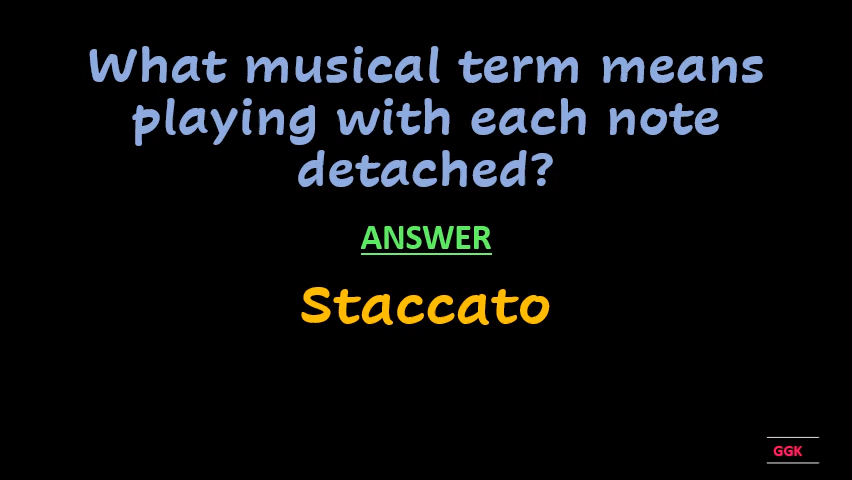 What musical term means
playing with each note
detached?
ANSWER
Staccato
GGK